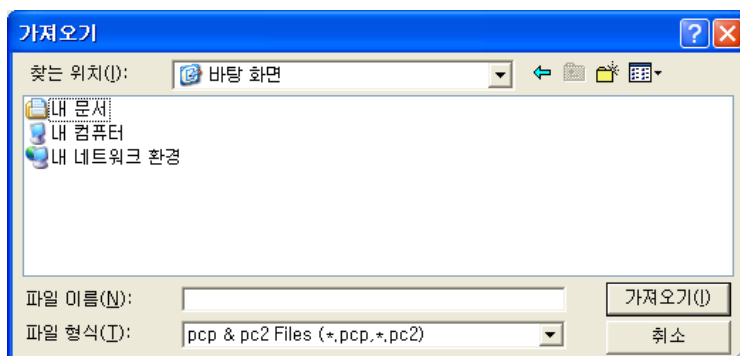 가져오기
찾는 위치(I): 바탕 화면
내 문서
내 컴퓨터
내 네트워크 환경
파일 이름(N): 가져오기(I)
파일 형식(T): pcp & pc2 Files (*.pcp,*.pc2) 취소